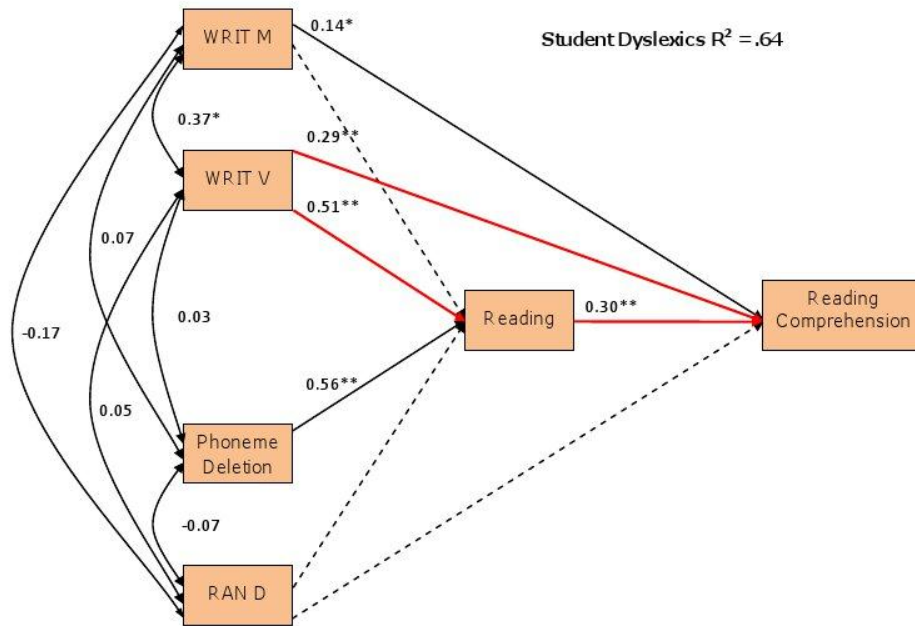 WRIT M
0.14*
Student Dyslexics R² =.64
0.37*
0.29**
WRIT V
0.51**
0.07
-0.17
0.03
Reading
0.30**
Reading
Comprehension
0.05
0.56**
Phoneme
Deletion
-0.07
RAN D